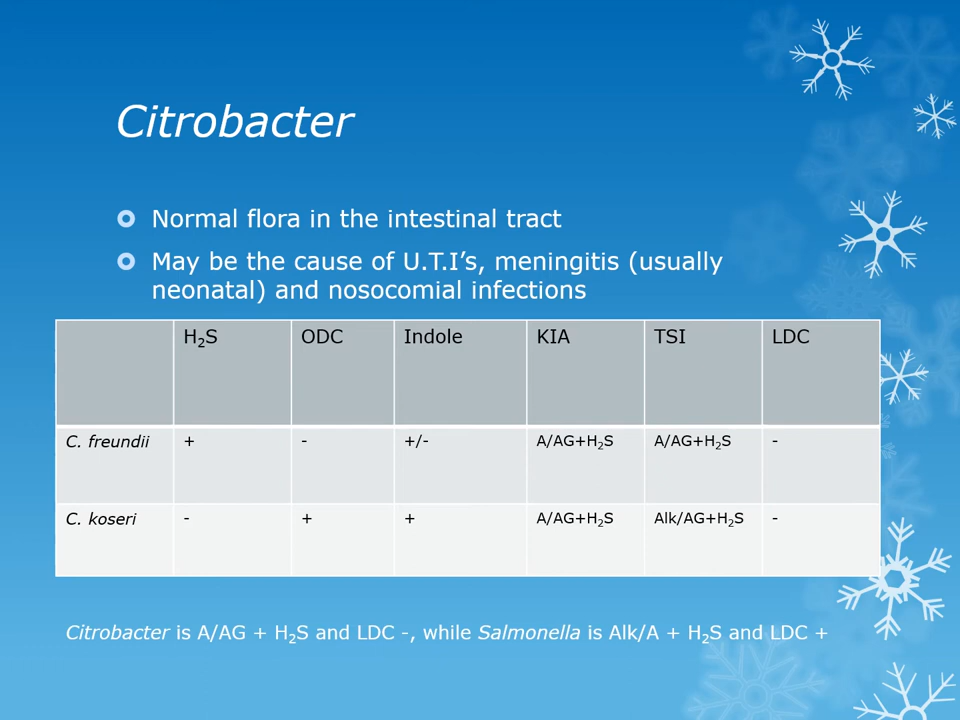 Citrobacter
Normal flora in the intestinal tract
May be the cause of U.T.I’s, meningitis (usually
neonatal) and nosocomial infections
H₂S ODC Indole KIA TSI LDC
C. freundii + - +/- A/AG+H₂S A/AG+H₂S -
C. koseri - + + A/AG+H₂S Alk/AG+H₂S -
Citrobacter is A/AG + H₂S and LDC -, while Salmonella is Alk/A + H₂S and LDC +